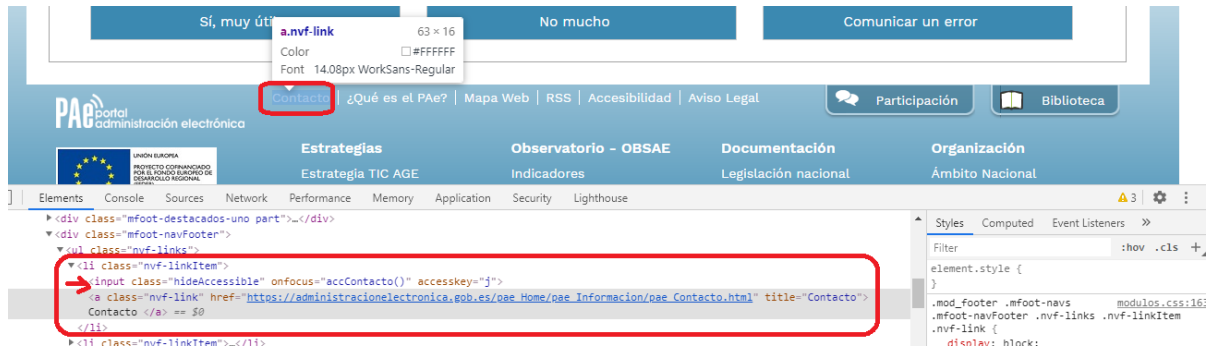 Sí, muy úti
No mucho
Comunicar un error
a.nvf-link 63 × 16
Color #FFFFFF
Font 14.08px WorkSans-Regular
Contacto | ¿Qué es el PAe? | Mapa Web | RSS | Accesibilidad | Aviso Legal
Participación
Biblioteca
PAe portal
administración electrónica
UNIÓN EUROPEA
PROYECTO COFINANCIADO
POR EL FONDO EUROPEO DE
DESARROLLO REGIONAL
(FEDER)
Estrategias
Observatorio - OBSAE
Documentación
Organización
Estrategia TIC AGE
Indicadores
Legislación nacional
Ámbito Nacional
Elements Console Sources Network Performance Memory Application Security Lighthouse 3
<div class="mfoot-destacados-uno part">…</div>
<div class="mfoot-navFooter">
<ul class="nvf-links">
<li class="nvf-linkItem">
<input class="hideAccessible" onfocus="accContacto()" accesskey="j">
<a class="nvf-link" href="https://administracionelectronica.gob.es/pae_Home/pae_Informacion/pae_Contacto.html" title="Contacto">
Contacto </a> == $0
</li>
<li class="nvf-linkItem">…</li>
Styles Computed Event Listeners »
Filter :hov .cls +
element.style {
}
.mod_footer .mfoot-navs modulos.css:163
.mfoot-navFooter .nvf-links .nvf-linkItem
.nvf-link {
display: block;